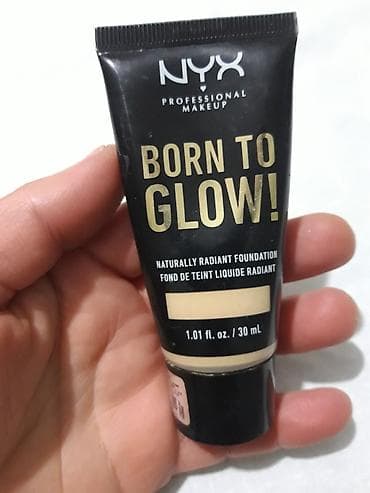 NYX
PROFESSIONAL
MAKEUP
BORN TO
GLOW!
NATURALLY RADIANT FOUNDATION
FOND DE TEINT LIQUIDE RADIANT
1.01 fl. oz. / 30 mL